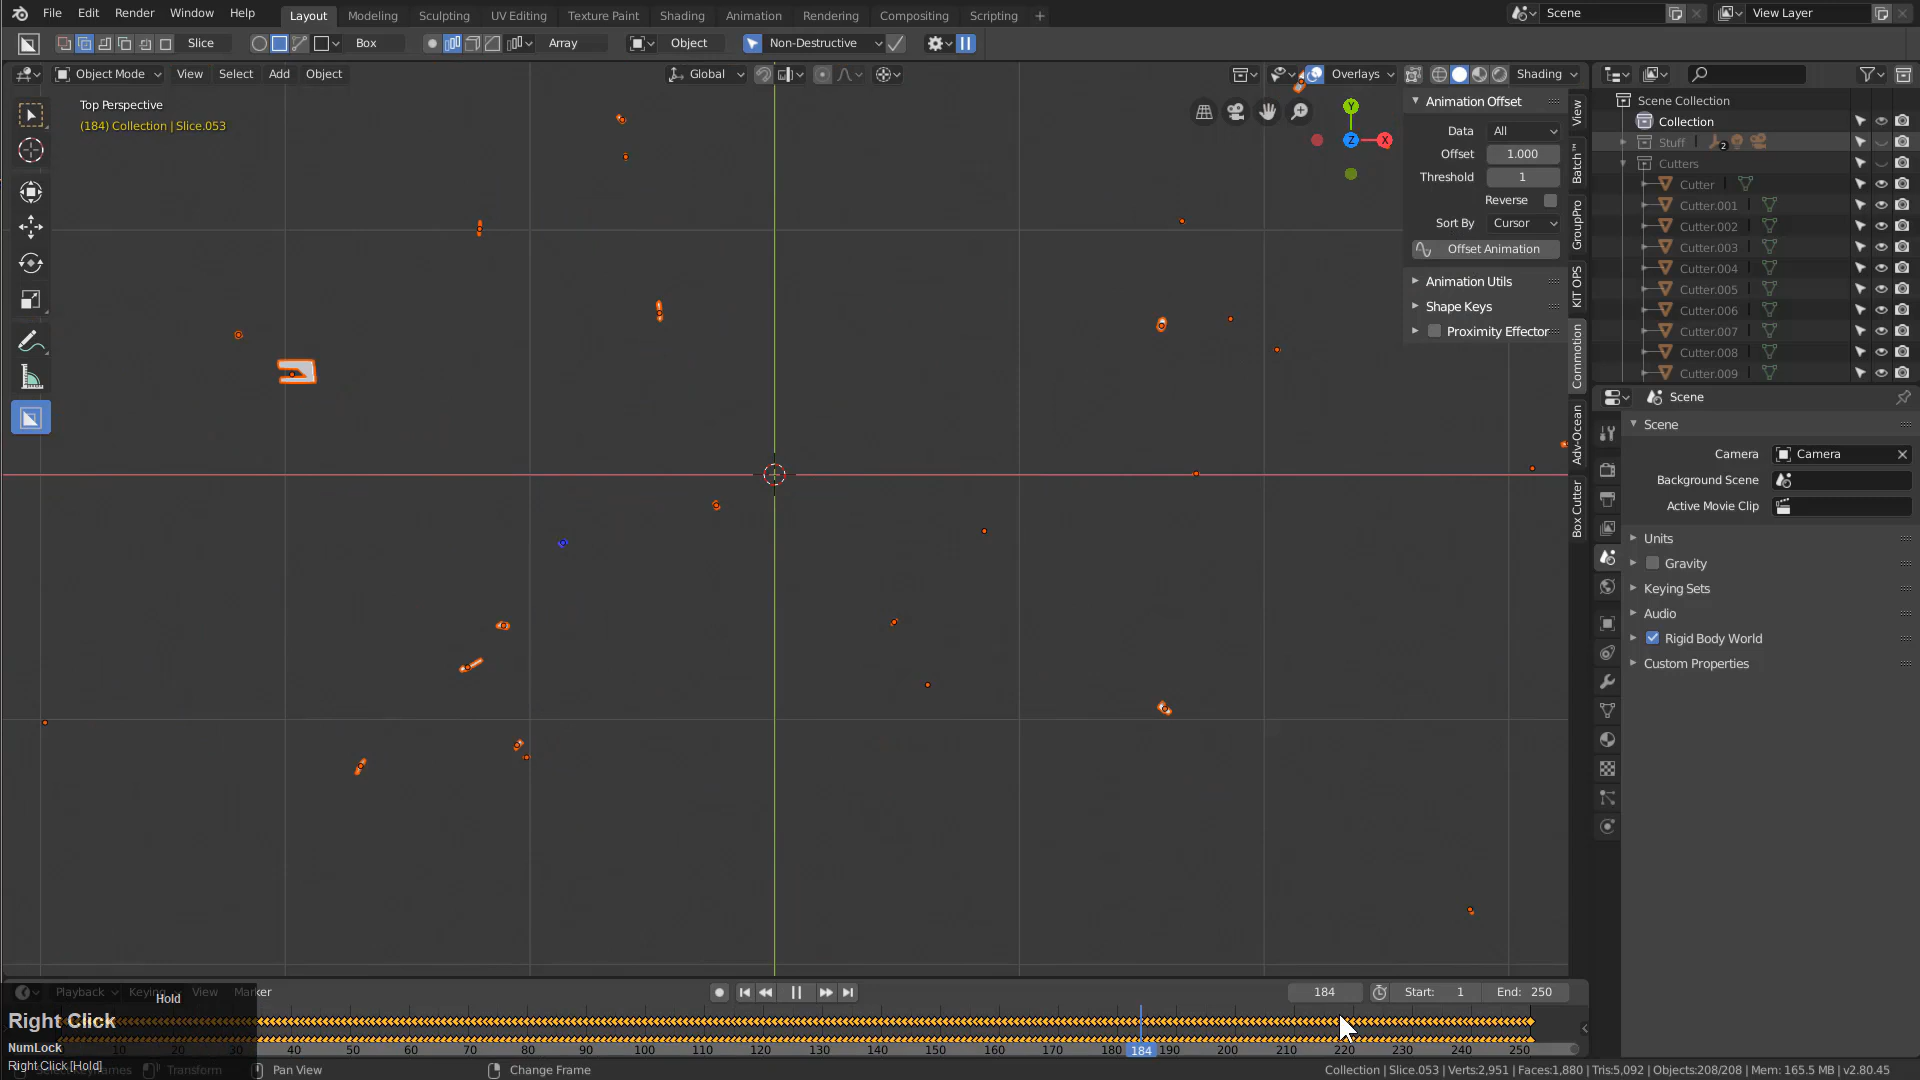 File Edit Render Window Help Layout Modeling Sculpting UV Editing Texture Paint Shading Animation Rendering Compositing Scripting + Scene View Layer
Slice Box Array Object Non-Destructive
Object Mode View Select Add Object Global Overlays Shading
Top Perspective
(184) Collection | Slice.053
Y
Z
X
Animation Offset
Data All
Offset 1.000
Threshold 1
Reverse
Sort By Cursor
Offset Animation
Animation Utils
Shape Keys
Proximity Effector
View
Batch™
GroupPro
KIT OPS
Commotion
Adv-Ocean
Box Cutter
Scene Collection
Collection
Stuff 2
Cutters
Cutter
Cutter.001
Cutter.002
Cutter.003
Cutter.004
Cutter.005
Cutter.006
Cutter.007
Cutter.008
Cutter.009
Scene
Scene
Camera Camera
Background Scene
Active Movie Clip
Units
Gravity
Keying Sets
Audio
Rigid Body World
Custom Properties
Playback Keying View Marker 184 Start: 1 End: 250
Hold
Right Click
NumLock
Right Click [Hold]
10 20 30 40 50 60 70 80 90 100 110 120 130 140 150 160 170 180 184 190 200 210 220 230 240 250
Select Keyframes Transform Pan View Change Frame Collection | Slice.053 | Verts:2,951 | Faces:1,880 | Tris:5,092 | Objects:208/208 | Mem: 165.5 MB | v2.80.45